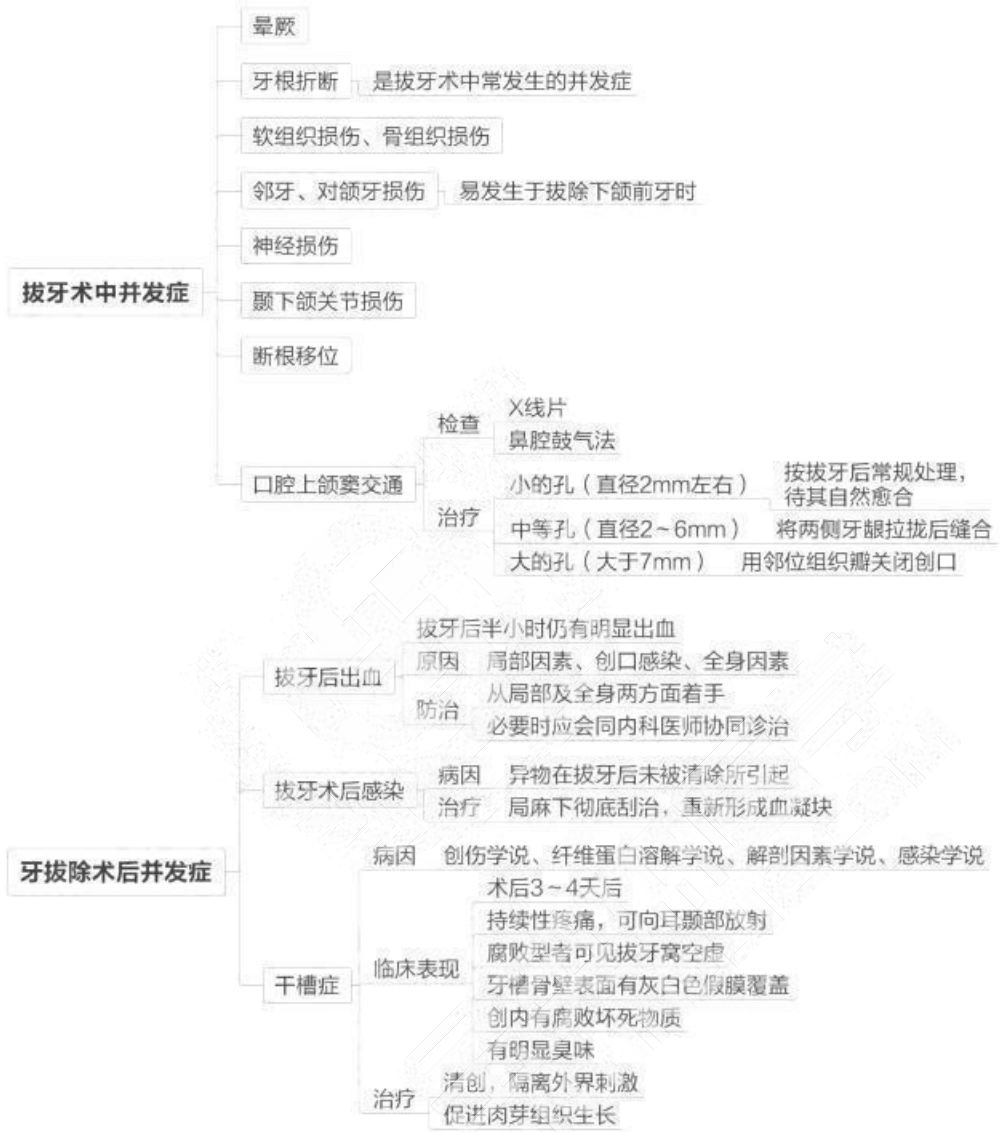 晕厥
牙根折断 是拔牙术中常发生的并发症
软组织损伤、骨组织损伤
邻牙、对颌牙损伤 易发生于拔除下颌前牙时
神经损伤
拔牙术中并发症
颞下颌关节损伤
断根移位
口腔上颌窦交通
检查
X线片
鼻腔鼓气法
治疗
小的孔（直径2mm左右）
按拔牙后常规处理，
待其自然愈合
中等孔（直径2～6mm） 将两侧牙龈拉拢后缝合
大的孔（大于7mm） 用邻位组织瓣关闭创口
牙拔除术后并发症
拔牙后出血
拔牙后半小时仍有明显出血
原因 局部因素、创口感染、全身因素
防治
从局部及全身两方面着手
必要时应会同内科医师协同诊治
拔牙术后感染
病因 异物在拔牙后未被清除所引起
治疗 局麻下彻底刮治，重新形成血凝块
干槽症
病因 创伤学说、纤维蛋白溶解学说、解剖因素学说、感染学说
临床表现
术后3～4天后
持续性疼痛，可向耳颞部放射
腐败型者可见拔牙窝空虚
牙槽骨壁表面有灰白色假膜覆盖
创内有腐败坏死物质
有明显臭味
治疗
清创，隔离外界刺激
促进肉芽组织生长